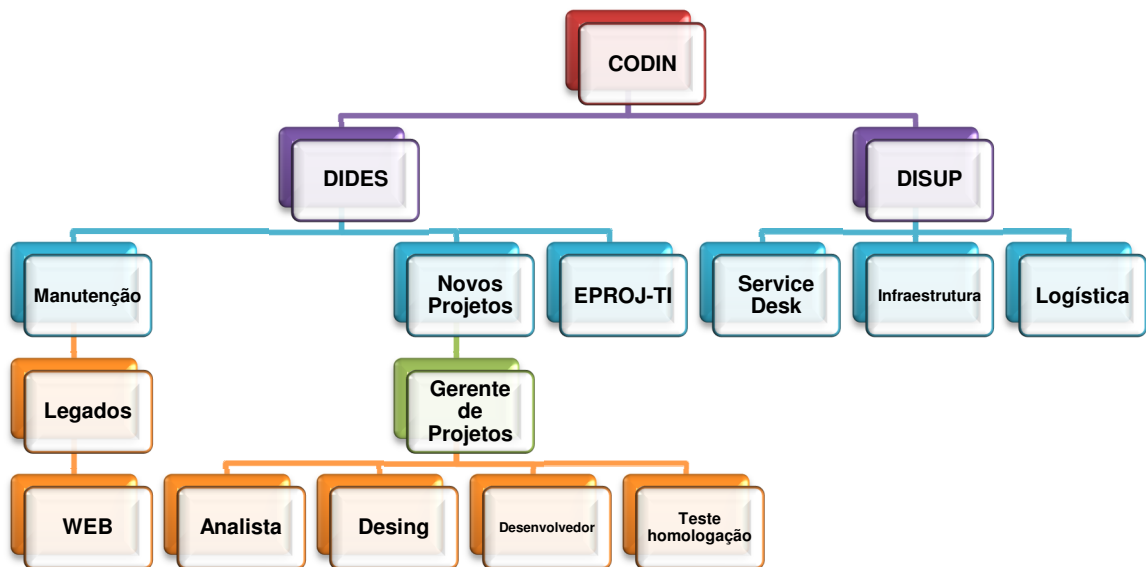 CODIN
DIDES
DISUP
Manutenção
Novos
Projetos
EPROJ-TI
Service
Desk
Infraestrutura
Logística
Legados
Gerente
de
Projetos
WEB
Analista
Desing
Desenvolvedor
Teste
homologação